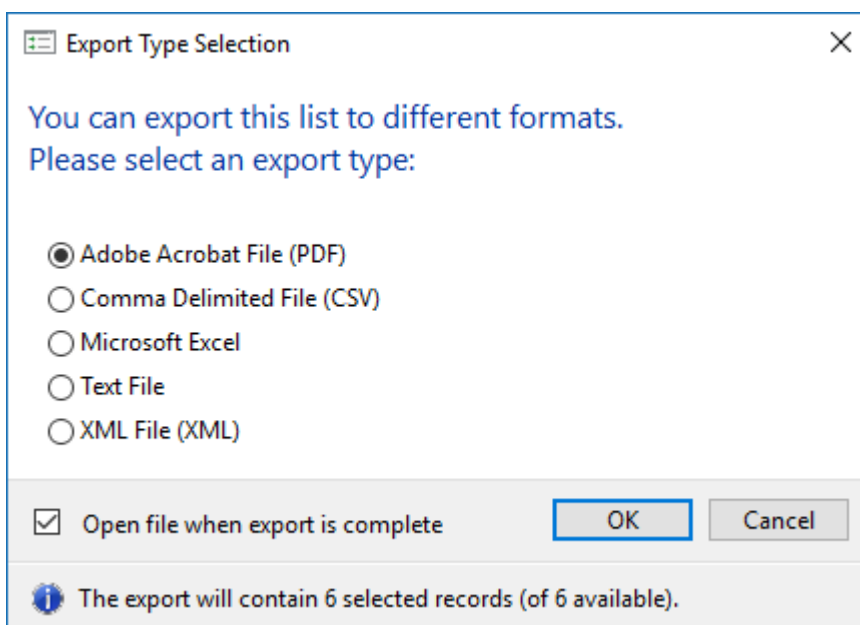 Export Type Selection
You can export this list to different formats.
Please select an export type:
Adobe Acrobat File (PDF)
Comma Delimited File (CSV)
Microsoft Excel
Text File
XML File (XML)
Open file when export is complete
OK
Cancel
The export will contain 6 selected records (of 6 available).